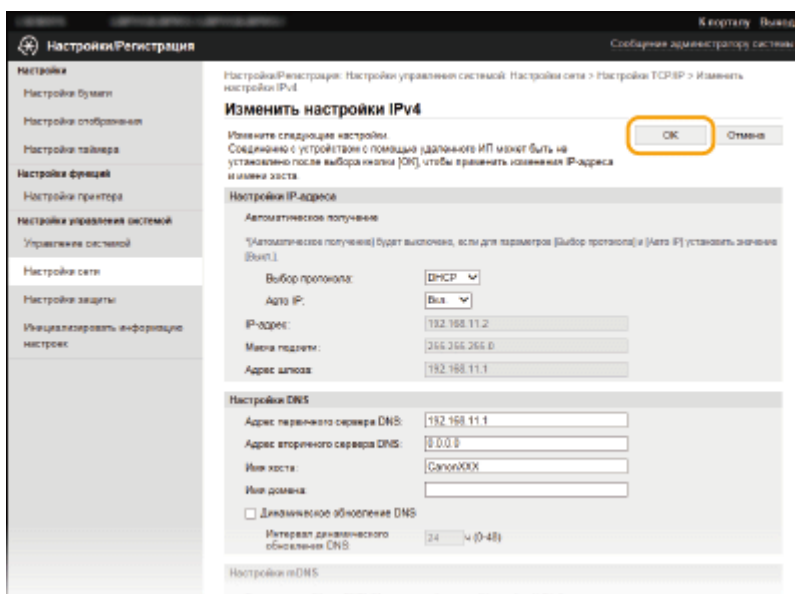 К порталу Выход
Настройки/Регистрация
Сообщение администратору системы
Настройки
Настройки бумаги
Настройки отображения
Настройки таймера
Настройки функций
Настройки принтера
Настройки управления системой
Управление системой
Настройки сети
Настройки защиты
Инициализировать информацию
настроек
Настройки/Регистрация: Настройки управления системой: Настройки сети > Настройки TCP/IP > Изменить
настройки IPv4
Изменить настройки IPv4
Измените следующие настройки.
Соединение с устройством с помощью удаленного ИП может быть не
установлено после выбора кнопки [OK], чтобы применить изменения IP-адреса
и имени хоста.
OK Отмена
Настройки IP-адреса
Автоматическое получение
*[Автоматическое получение] будет выключено, если для параметров [Выбор протокола] и [Авто IP] установить значение
[Выкл.].
Выбор протокола: DHCP
Авто IP: Вкл.
IP-адрес: 192.168.11.2
Маска подсети: 255.255.255.0
Адрес шлюза: 192.168.11.1
Настройки DNS
Адрес первичного сервера DNS: 192.168.11.1
Адрес вторичного сервера DNS: 0.0.0.0
Имя хоста: CanonXXX
Имя домена:
Динамическое обновление DNS
Интервал динамического
обновления DNS: 24 ч (0-48)
Настройки mDNS